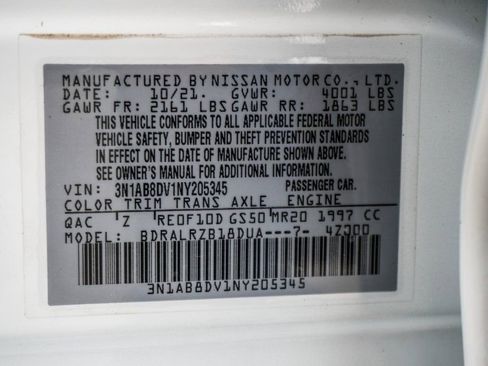 MANUFACTURED BY NISSAN MOTOR CO., LTD.
DATE: 10/21. GVWR: 4001 LBS
GAWR FR: 2161 LBS GAWR RR: 1863 LBS
THIS VEHICLE CONFORMS TO ALL APPLICABLE FEDERAL MOTOR
VEHICLE SAFETY, BUMPER AND THEFT PREVENTION STANDARDS
IN EFFECT ON THE DATE OF MANUFACTURE SHOWN ABOVE.
SEE OWNER'S MANUAL FOR ADDITIONAL INFORMATION.
VIN: 3N1AB8DV1NY205345 PASSENGER CAR.
COLOR TRIM TRANS AXLE ENGINE
QAC Z RE0F10D GS50 MR20 1997 CC
MODEL: BDRALRZB18DUA---7- 4ZJ00
3N1AB8DV1NY205345